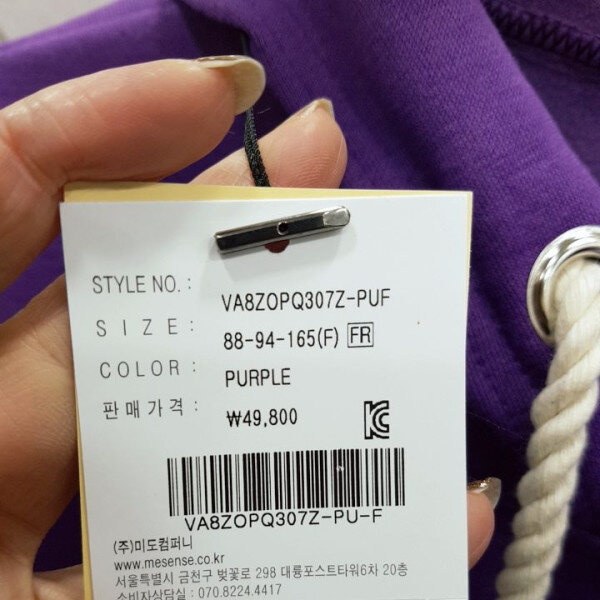 STYLE NO. : VA8ZOPQ307Z-PUF
SIZE : 88-94-165(F) FR
COLOR : PURPLE
판매가격 : ₩49,800
KC
VA8ZOPQ307Z-PU-F
(주)미도컴퍼니
www.mesense.co.kr
서울특별시 금천구 벚꽃로 298 대륭포스트타워6차 20층
소비자상담실 : 070.8224.4417